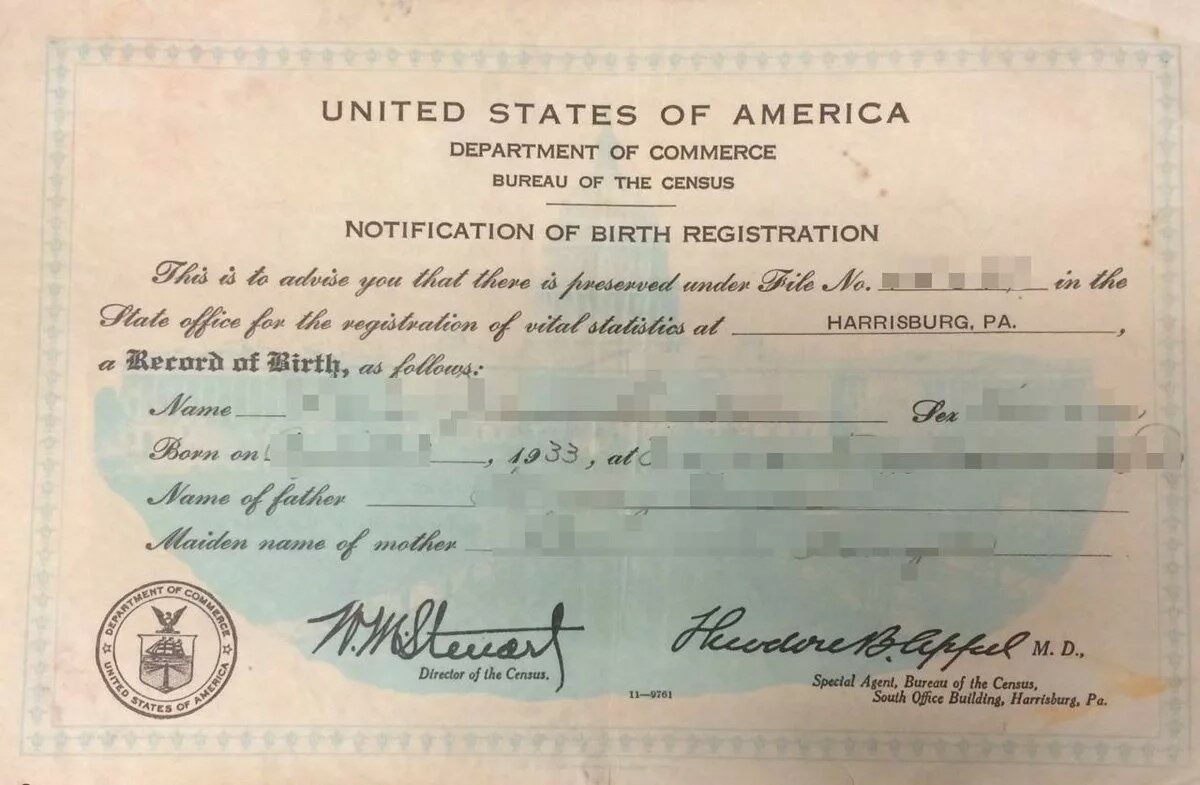 UNITED STATES OF AMERICA
DEPARTMENT OF COMMERCE
BUREAU OF THE CENSUS
NOTIFICATION OF BIRTH REGISTRATION
This is to advise you that there is preserved under File No. in the
State office for the registration of vital statistics at HARRISBURG, PA.,
a Record of Birth, as follows:
Name Sex
Born on , 1933, at
Name of father
Maiden name of mother
DEPARTMENT OF COMMERCE
UNITED STATES OF AMERICA
W. M. Steuart
Director of the Census.
11—9761
Theodore B. Appel M. D.,
Special Agent, Bureau of the Census,
South Office Building, Harrisburg, Pa.